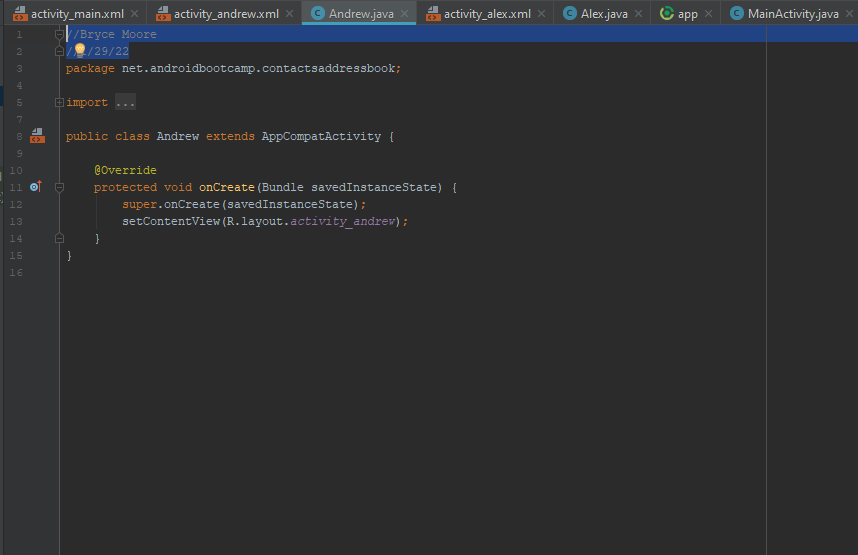 activity_main.xml activity_andrew.xml Andrew.java activity_alex.xml Alex.java app MainActivity.java
1 //Bryce Moore
2 /29/22
3 package net.androidbootcamp.contactsaddressbook;
4
5 import ...
7
8 public class Andrew extends AppCompatActivity {
9
10 @Override
11 protected void onCreate(Bundle savedInstanceState) {
12 super.onCreate(savedInstanceState);
13 setContentView(R.layout.activity_andrew);
14 }
15 }
16